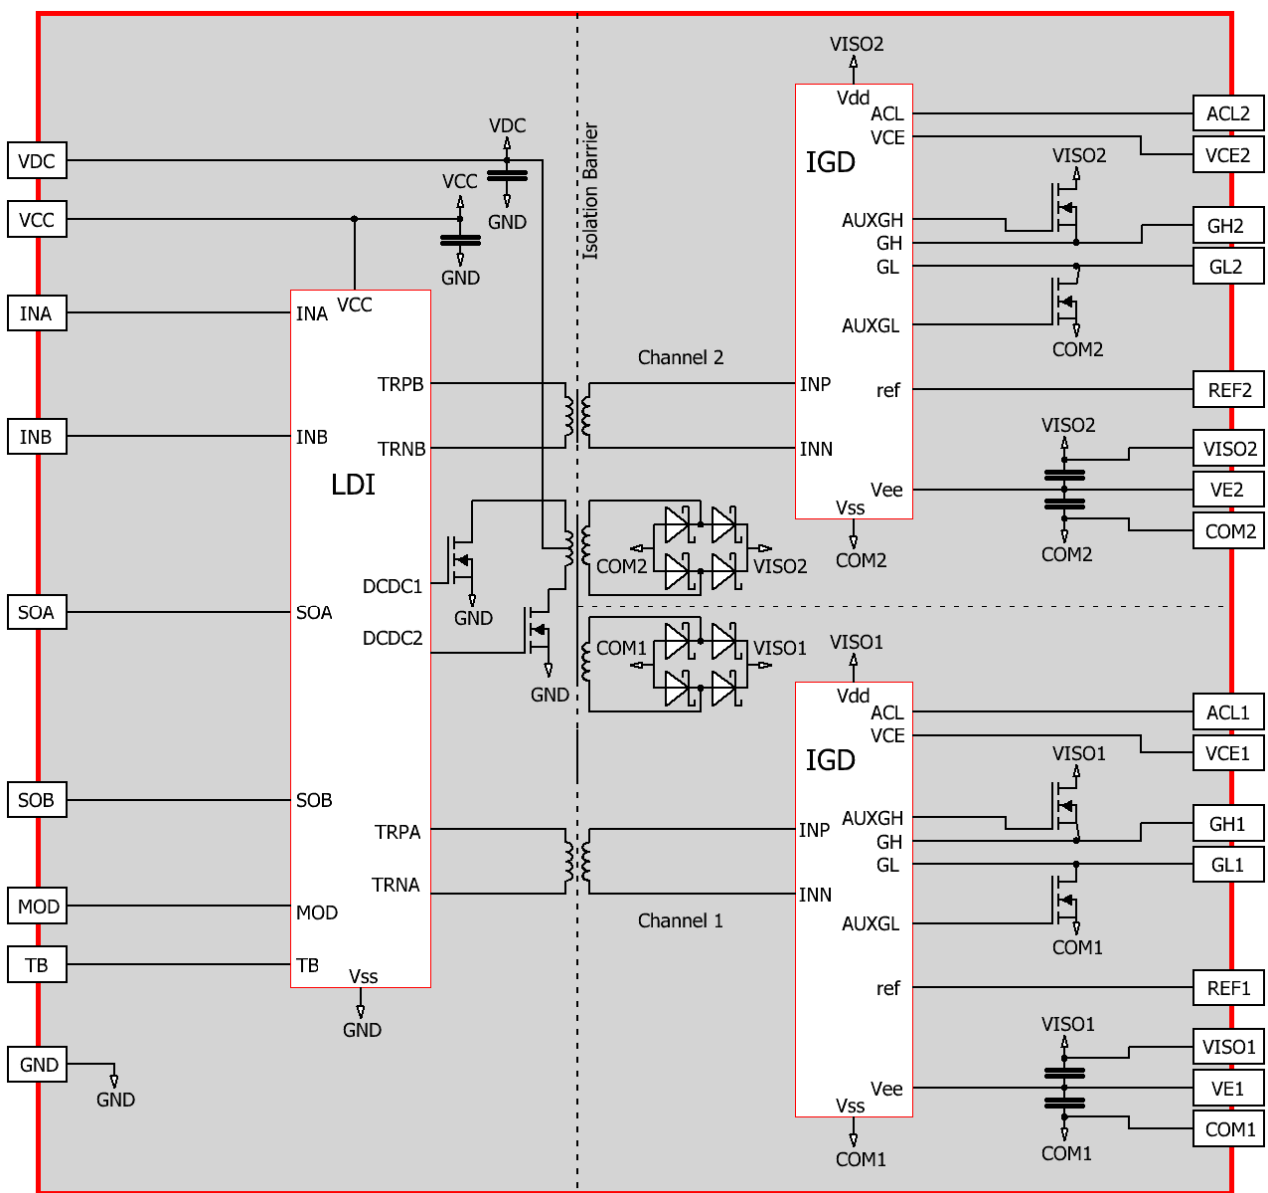 VISO2
Vdd
ACL
ACL2
VCE
VCE2
IGD
VDC
VDC
Isolation Barrier
VISO2
VCC
VCC
GND
AUXGH
GH
GH2
GL
GL2
GND
VCC
INA
INA
AUXGL
COM2
Channel 2
TRPB
INP
ref
REF2
INB
INB
TRNB
INN
VISO2
VISO2
LDI
Vee
VE2
Vss
COM2
COM2
COM2
COM2
VISO2
DCDC1
GND
SOA
SOA
DCDC2
COM1
VISO1
VISO1
GND
Vdd
ACL
ACL1
VCE
VCE1
IGD
VISO1
SOB
SOB
TRPA
INP
AUXGH
GH
GH1
GL
GL1
TRNA
INN
MOD
MOD
Channel 1
AUXGL
COM1
TB
TB
Vss
ref
REF1
GND
VISO1
VISO1
GND
GND
Vee
VE1
Vss
COM1
COM1
COM1